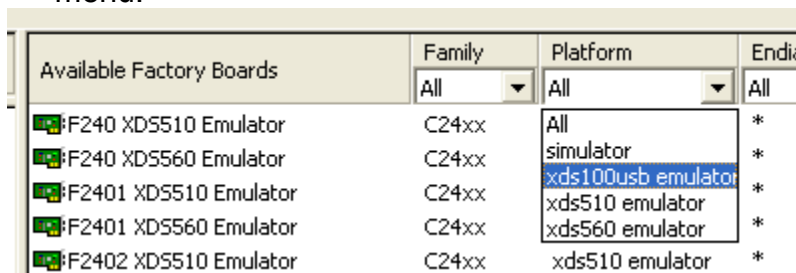 menu.
Available Factory Boards Family Platform Endia
All All All
F240 XDS510 Emulator C24xx All *
F240 XDS560 Emulator C24xx simulator *
F2401 XDS510 Emulator C24xx xds100usb emulator *
xds510 emulator
F2401 XDS560 Emulator C24xx xds560 emulator *
F2402 XDS510 Emulator C24xx xds510 emulator *